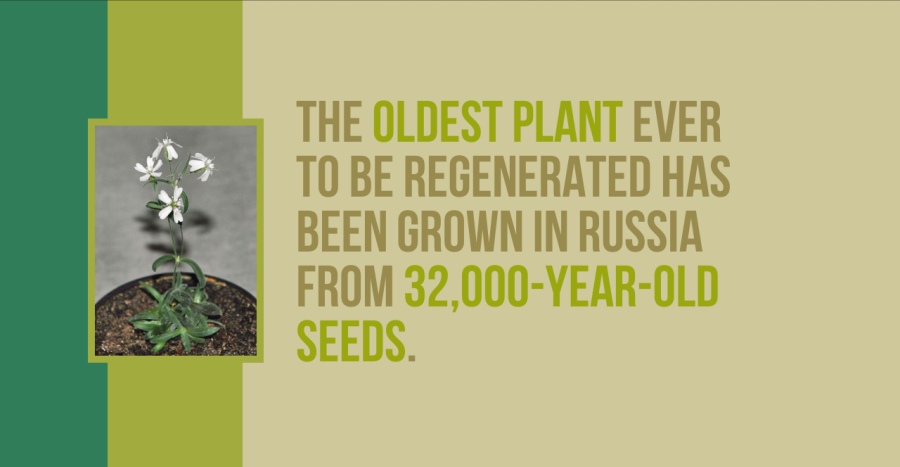 THE OLDEST PLANT EVER
TO BE REGENERATED HAS
BEEN GROWN IN RUSSIA
FROM 32,000-YEAR-OLD
SEEDS.